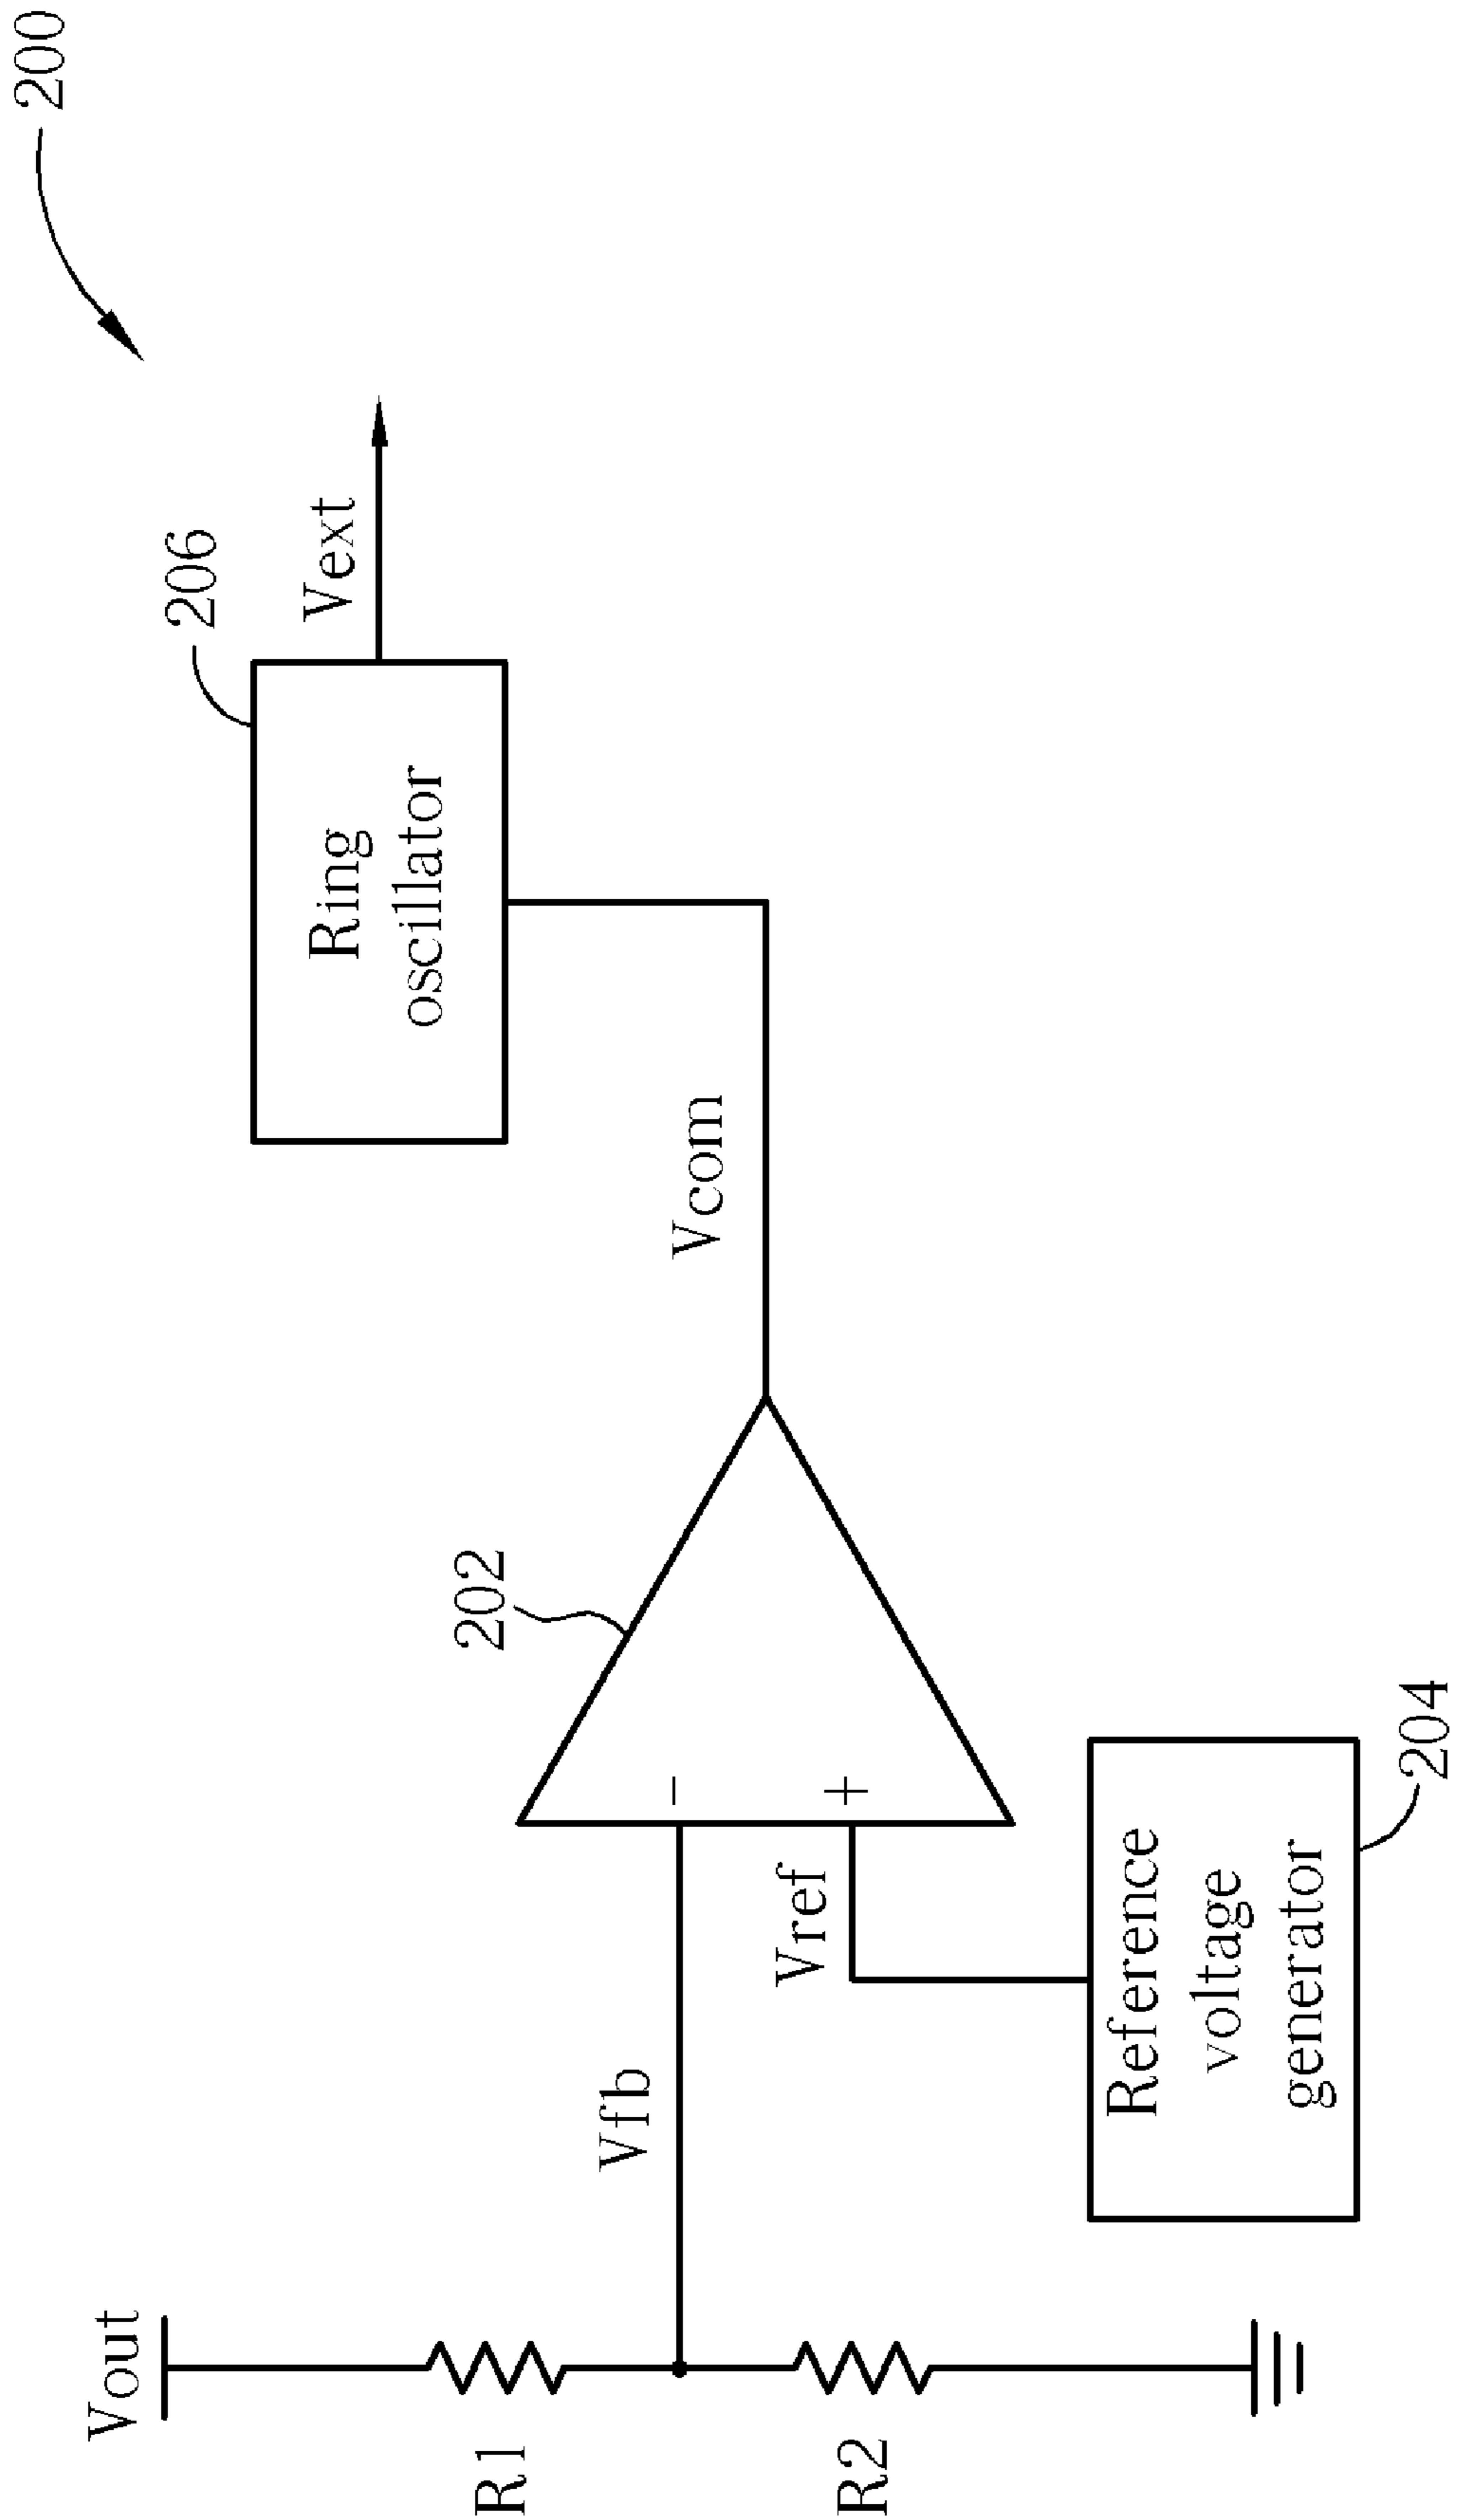 200
206
Vext
Ring
oscillator
Vout
202
R1
Vfb
Vcom
-
+
Vref
R2
Reference
voltage
generator
204